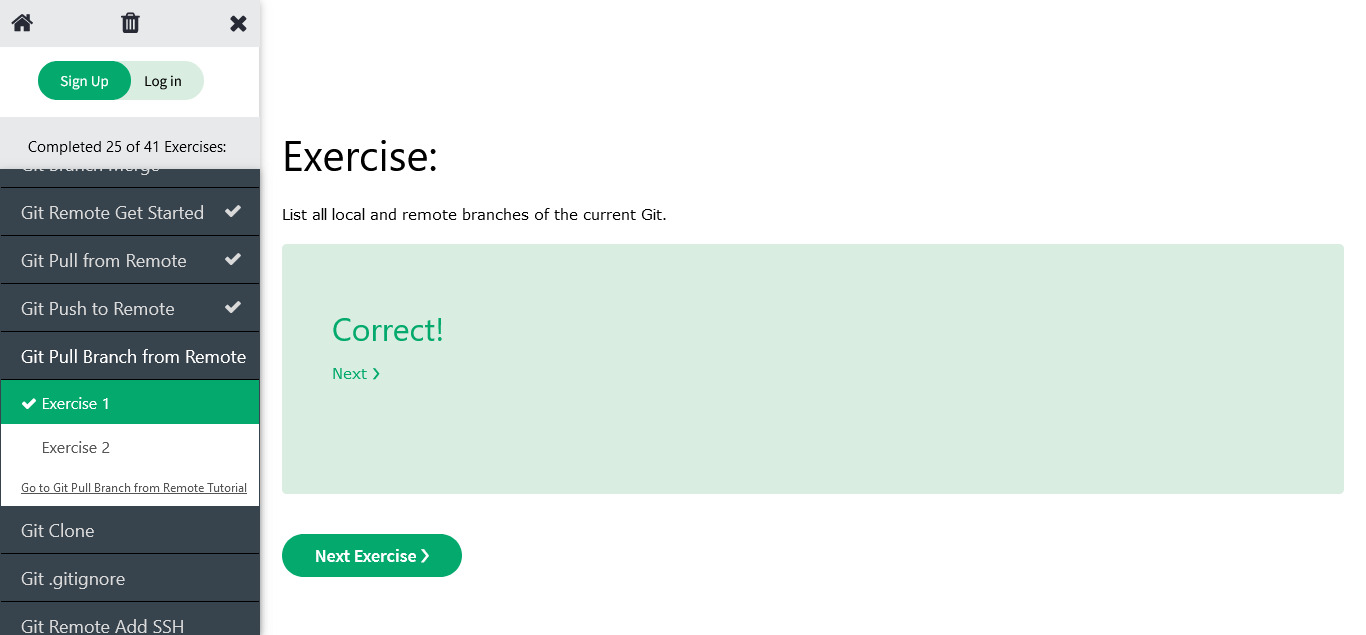 Sign Up
Log in
Completed 25 of 41 Exercises:
Git Branch Merge
Git Remote Get Started
Git Pull from Remote
Git Push to Remote
Git Pull Branch from Remote
Exercise 1
Exercise 2
Go to Git Pull Branch from Remote Tutorial
Git Clone
Git .gitignore
Git Remote Add SSH
Exercise:
List all local and remote branches of the current Git.
Correct!
Next ❯
Next Exercise ❯